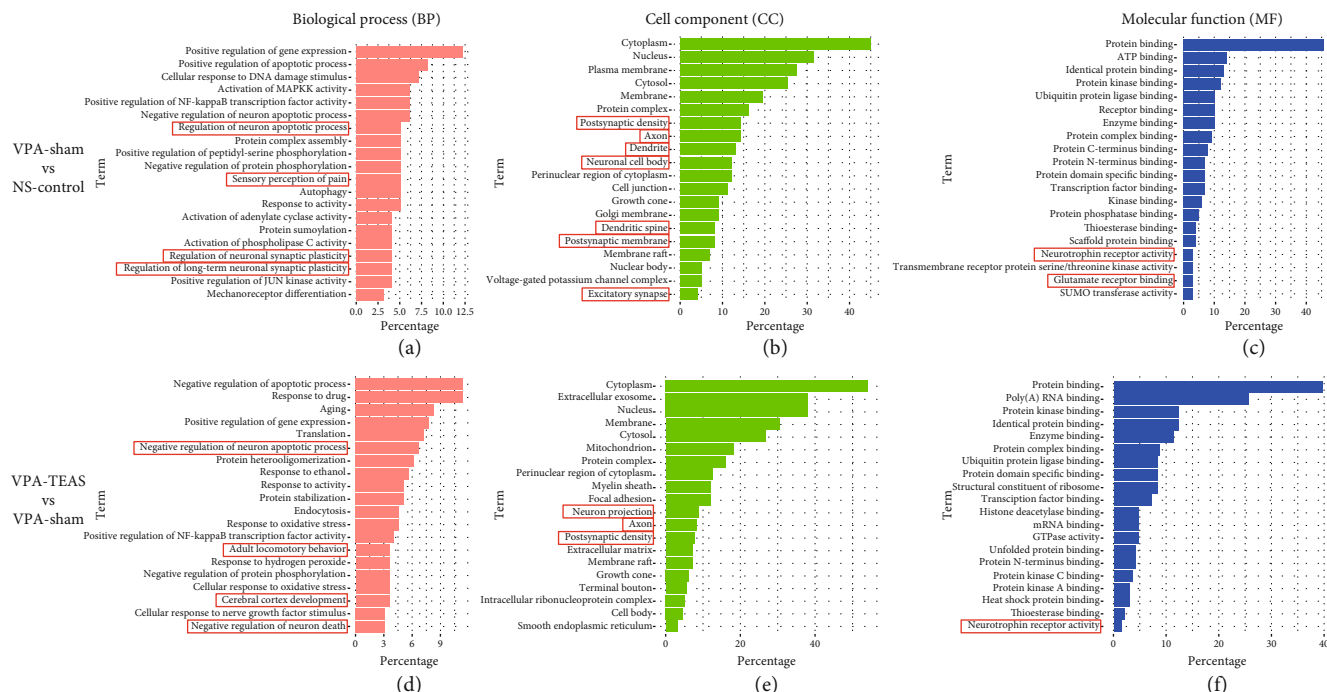 Biological process (BP)
Cell component (CC)
Molecular function (MF)
VPA-sham
vs
NS-control
Term
Positive regulation of gene expression
Positive regulation of apoptotic process
Cellular response to DNA damage stimulus
Activation of MAPKK activity
Positive regulation of NF-kappaB transcription factor activity
Negative regulation of neuron apoptotic process
Regulation of neuron apoptotic process
Protein complex assembly
Positive regulation of peptidyl-serine phosphorylation
Negative regulation of protein phosphorylation
Sensory perception of pain
Autophagy
Response to activity
Activation of adenylate cyclase activity
Protein sumoylation
Activation of phospholipase C activity
Regulation of neuronal synaptic plasticity
Regulation of long-term neuronal synaptic plasticity
Positive regulation of JUN kinase activity
Mechanoreceptor differentiation
0.0 2.5 5.0 7.5 10.0 12.5
Percentage
(a)
Term
Cytoplasm
Nucleus
Plasma membrane
Cytosol
Membrane
Protein complex
Postsynaptic density
Axon
Dendrite
Neuronal cell body
Perinuclear region of cytoplasm
Cell junction
Growth cone
Golgi membrane
Dendritic spine
Postsynaptic membrane
Membrane raft
Nuclear body
Voltage-gated potassium channel complex
Excitatory synapse
0 10 20 30 40
Percentage
(b)
Term
Protein binding
ATP binding
Identical protein binding
Protein kinase binding
Ubiquitin protein ligase binding
Receptor binding
Enzyme binding
Protein complex binding
Protein C-terminus binding
Protein N-terminus binding
Protein domain specific binding
Transcription factor binding
Kinase binding
Protein phosphatase binding
Thioesterase binding
Scaffold protein binding
Neurotrophin receptor activity
Transmembrane receptor protein serine/threonine kinase activity
Glutamate receptor binding
SUMO transferase activity
0 10 20 30 40
Percentage
(c)
VPA-TEAS
vs
VPA-sham
Term
Negative regulation of apoptotic process
Response to drug
Aging
Positive regulation of gene expression
Translation
Negative regulation of neuron apoptotic process
Protein heterooligomerization
Response to ethanol
Response to activity
Protein stabilization
Endocytosis
Response to oxidative stress
Positive regulation of NF-kappaB transcription factor activity
Adult locomotory behavior
Response to hydrogen peroxide
Negative regulation of protein phosphorylation
Cellular response to oxidative stress
Cerebral cortex development
Cellular response to nerve growth factor stimulus
Negative regulation of neuron death
0 3 6 9
Percentage
(d)
Term
Cytoplasm
Extracellular exosome
Nucleus
Membrane
Cytosol
Mitochondrion
Protein complex
Perinuclear region of cytoplasm
Myelin sheath
Focal adhesion
Neuron projection
Axon
Postsynaptic density
Extracellular matrix
Membrane raft
Growth cone
Terminal bouton
Intracellular ribonucleoprotein complex
Cell body
Smooth endoplasmic reticulum
0 20 40
Percentage
(e)
Term
Protein binding
Poly(A) RNA binding
Protein kinase binding
Identical protein binding
Enzyme binding
Protein complex binding
Ubiquitin protein ligase binding
Protein domain specific binding
Structural constituent of ribosome
Transcription factor binding
Histone deacetylase binding
mRNA binding
GTPase activity
Unfolded protein binding
Protein N-terminus binding
Protein kinase C binding
Protein kinase A binding
Heat shock protein binding
Thioesterase binding
Neurotrophin receptor activity
0 10 20 30 40
Percentage
(f)